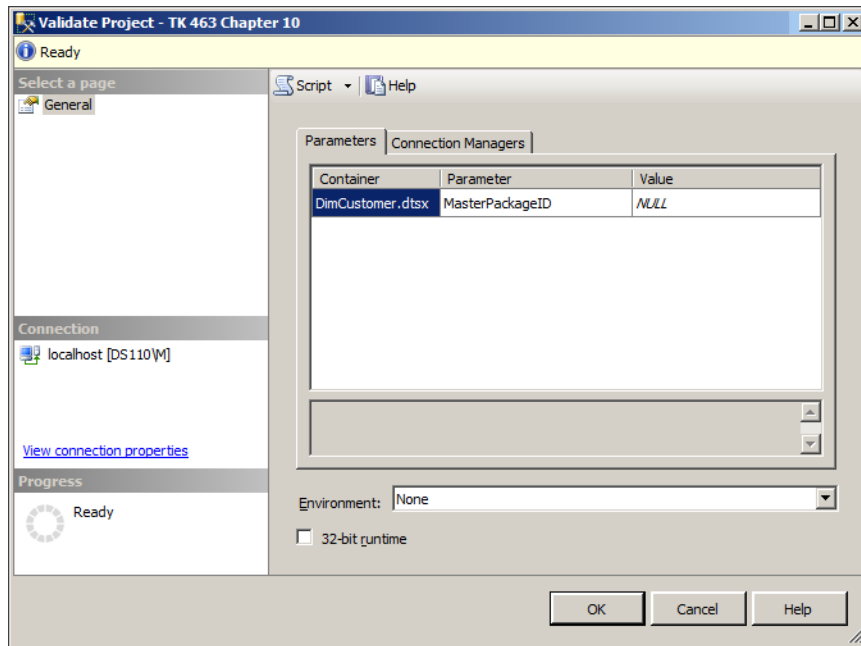 Validate Project - TK 463 Chapter 10
Ready
Select a page
General
Script Help
Parameters Connection Managers
Container Parameter Value
DimCustomer.dtsx MasterPackageID NULL
Connection
localhost [DS110\M]
View connection properties
Progress
Ready
Environment: None
32-bit runtime
OK Cancel Help